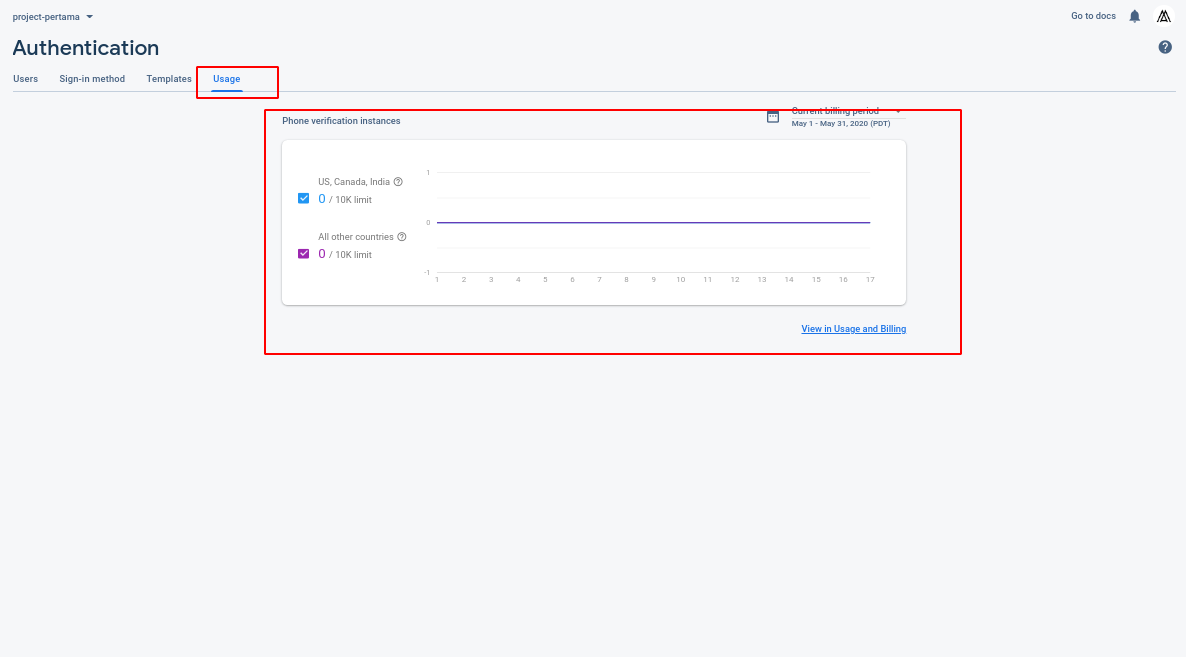 project-pertama
Go to docs
Authentication
Users Sign-in method Templates Usage
Current billing period
May 1 - May 31, 2020 (PDT)
Phone verification instances
US, Canada, India
0 / 10K limit
All other countries
0 / 10K limit
1
0
-1
1 2 3 4 5 6 7 8 9 10 11 12 13 14 15 16 17
View in Usage and Billing